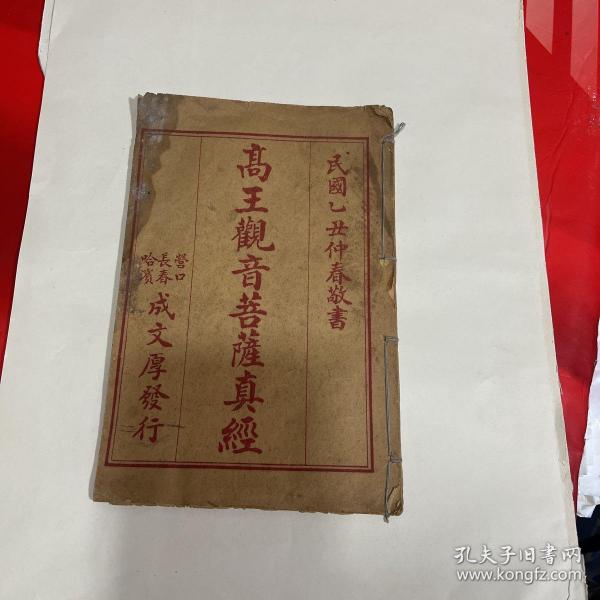 民國乙丑仲春敬書
高王觀音菩薩真經
營口
長春
哈賓
成文厚發行
孔夫子旧书网
www.kongfz.com